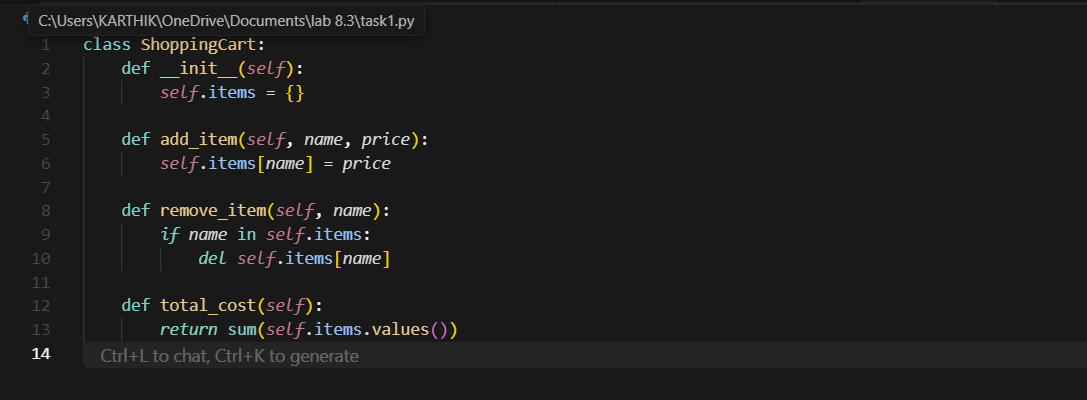 C:\Users\KARTHIK\OneDrive\Documents\lab 8.3\task1.py
1 class ShoppingCart:
2     def __init__(self):
3         self.items = {}
4
5     def add_item(self, name, price):
6         self.items[name] = price
7
8     def remove_item(self, name):
9         if name in self.items:
10             del self.items[name]
11
12     def total_cost(self):
13         return sum(self.items.values())
14 Ctrl+L to chat, Ctrl+K to generate